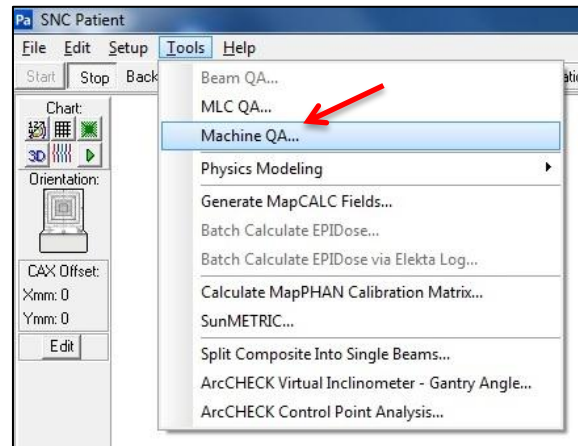 Pa SNC Patient
File Edit Setup Tools Help
Start Stop Back
Chart:
3D
Orientation:
CAX Offset:
Xmm: 0
Ymm: 0
Edit
Beam QA...
MLC QA...
Machine QA...
Physics Modeling
Generate MapCALC Fields...
Batch Calculate EPIDose...
Batch Calculate EPIDose via Elekta Log...
Calculate MapPHAN Calibration Matrix...
SunMETRIC...
Split Composite Into Single Beams...
ArcCHECK Virtual Inclinometer - Gantry Angle...
ArcCHECK Control Point Analysis...